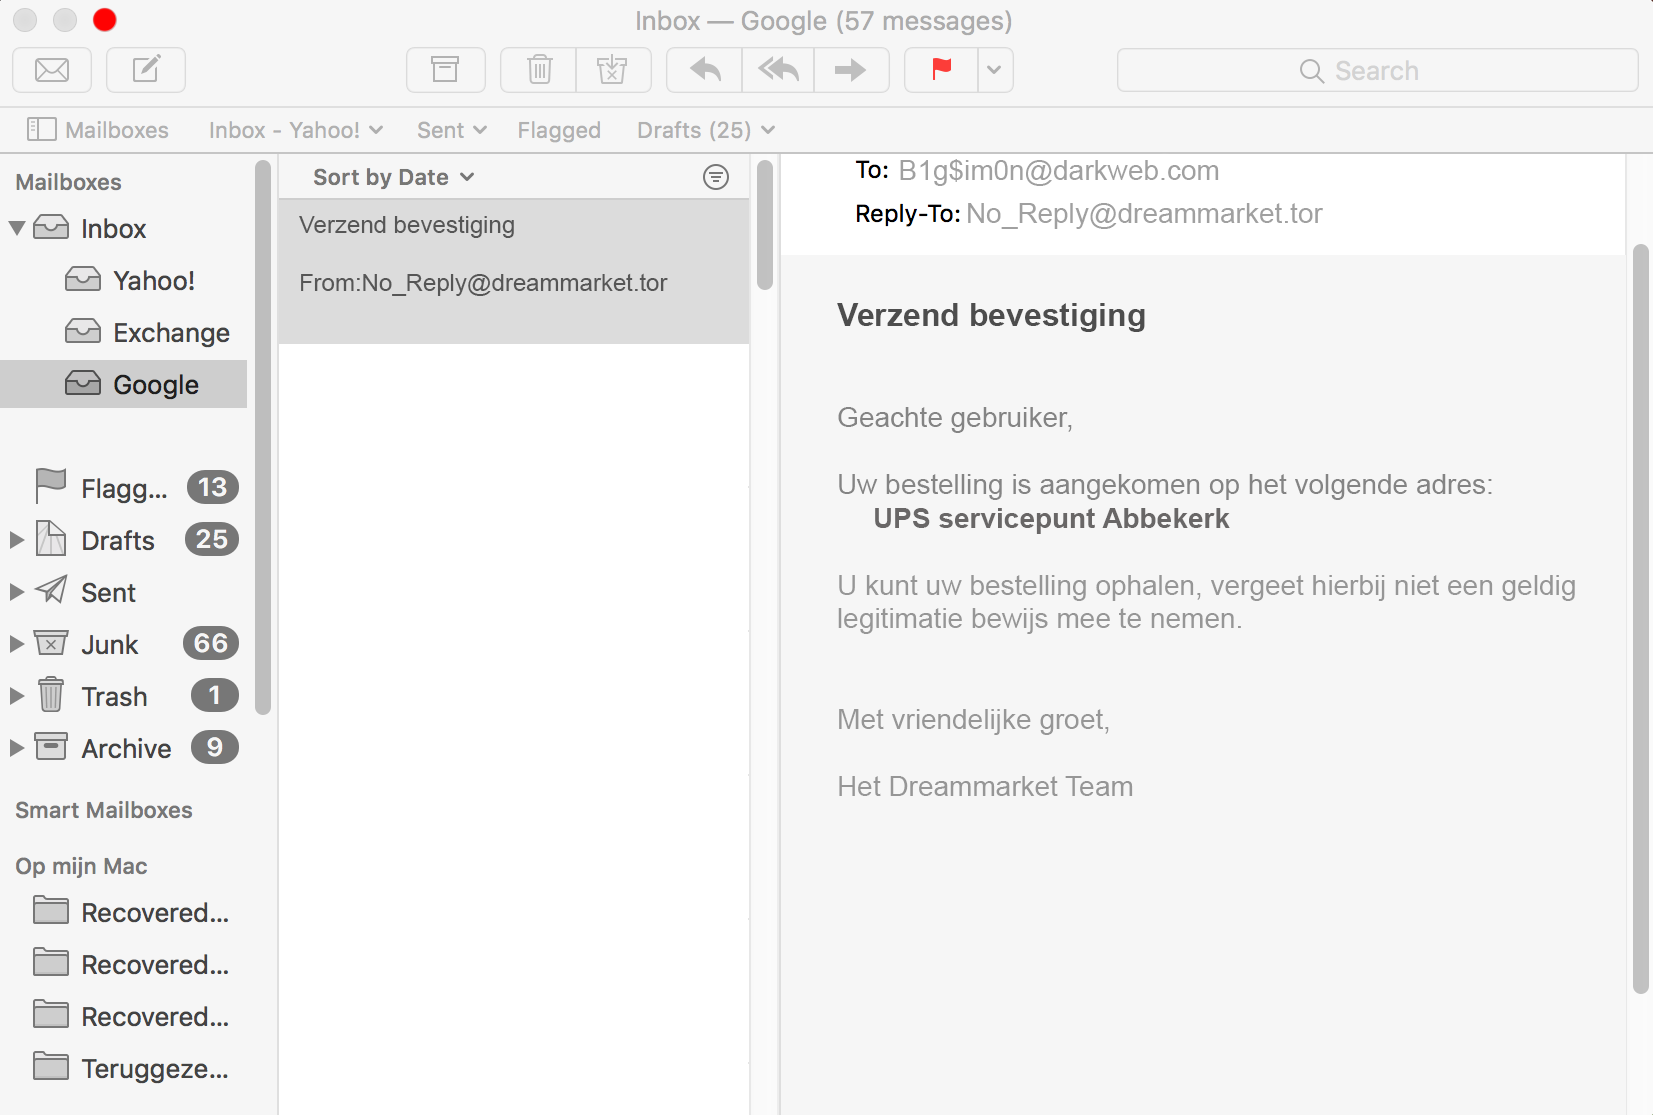 Inbox — Google (57 messages)
Search
Mailboxes
Inbox - Yahoo!
Sent
Flagged
Drafts (25)
Mailboxes
Inbox
Yahoo!
Exchange
Google
Flagg... 13
Drafts 25
Sent
Junk 66
Trash 1
Archive 9
Smart Mailboxes
Op mijn Mac
Recovered...
Recovered...
Recovered...
Teruggeze...
Sort by Date
Verzend bevestiging
From:No_Reply@dreammarket.tor
To: B1g$im0n@darkweb.com
Reply-To: No_Reply@dreammarket.tor
Verzend bevestiging
Geachte gebruiker,
Uw bestelling is aangekomen op het volgende adres:
UPS servicepunt Abbekerk
U kunt uw bestelling ophalen, vergeet hierbij niet een geldig
legitimatie bewijs mee te nemen.
Met vriendelijke groet,
Het Dreammarket Team